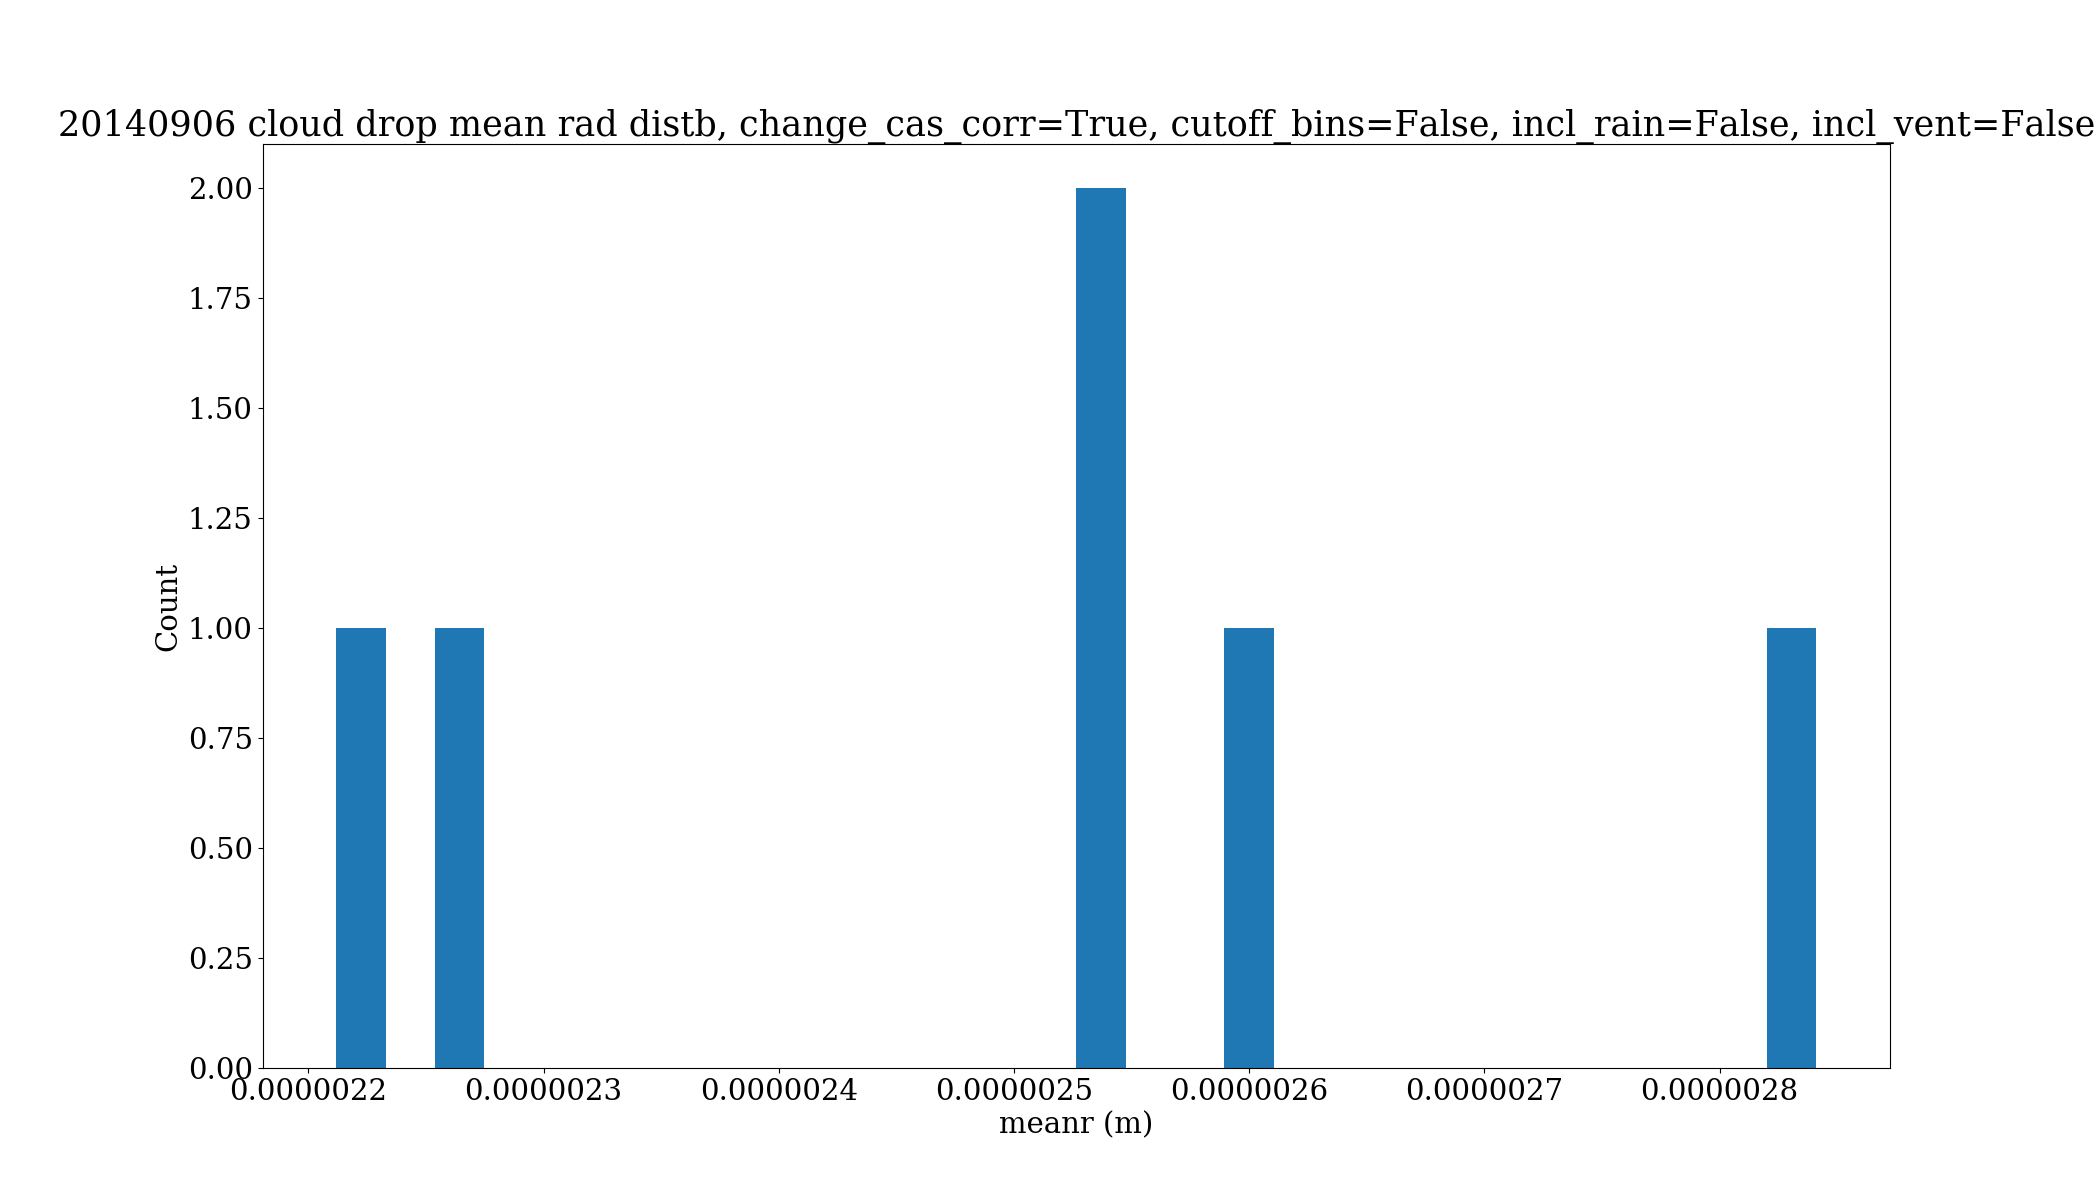 20140906 cloud drop mean rad distb, change_cas_corr=True, cutoff_bins=False, incl_rain=False, incl_vent=False
2.00
1.75
1.50
1.25
1.00
0.75
0.50
0.25
0.00
Count
0.0000022 0.0000023 0.0000024 0.0000025 0.0000026 0.0000027 0.0000028
meanr (m)